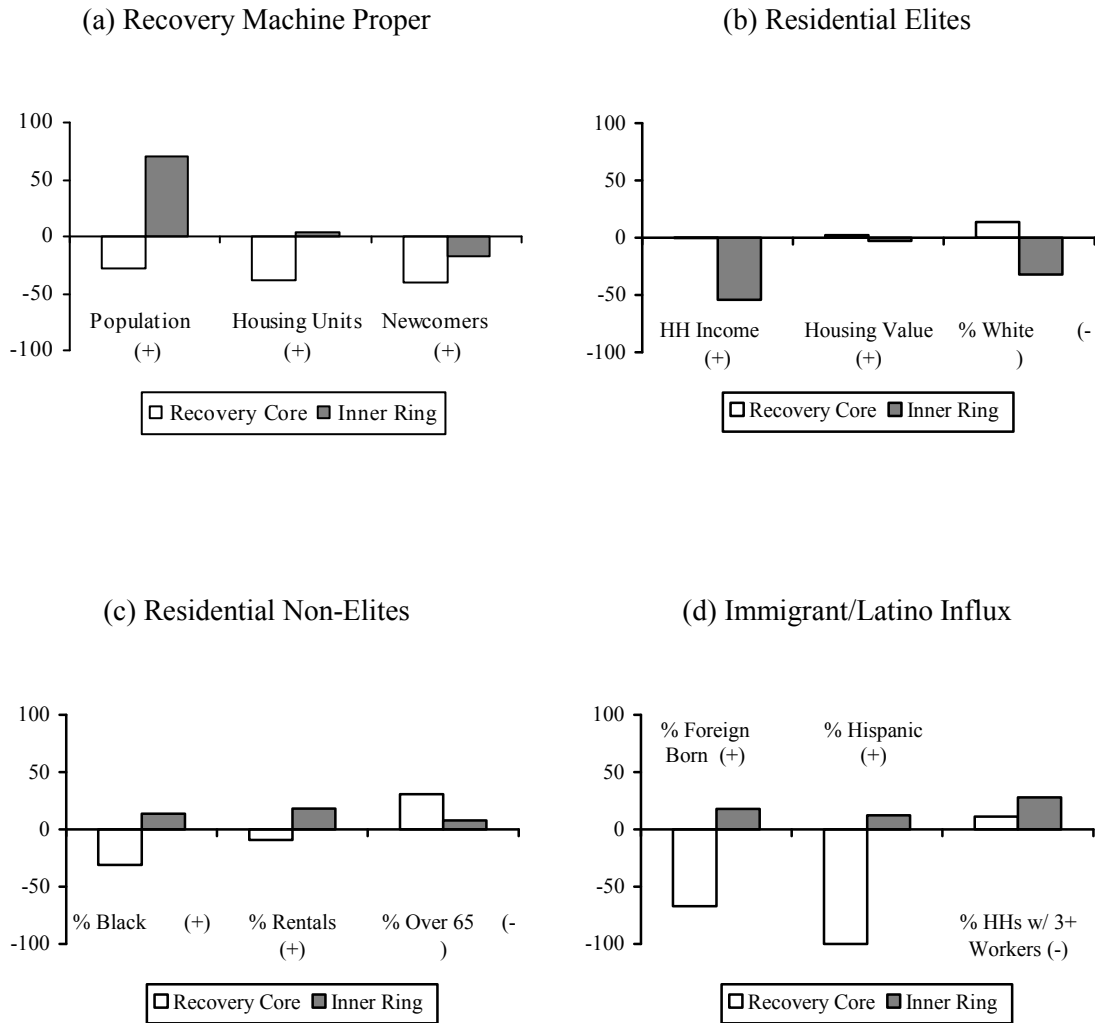 (a) Recovery Machine Proper
100
50
0
-50
-100
Population
(+)
Housing Units
(+)
Newcomers
(+)
Recovery Core Inner Ring
(b) Residential Elites
100
50
0
-50
-100
HH Income
(+)
Housing Value
(+)
% White (-
)
Recovery Core Inner Ring
(c) Residential Non-Elites
100
50
0
-50
-100
% Black (+)
% Rentals
(+)
% Over 65 (-
)
Recovery Core Inner Ring
(d) Immigrant/Latino Influx
100
50
0
-50
-100
% Foreign
Born (+)
% Hispanic
(+)
% HHs w/ 3+
Workers (-)
Recovery Core Inner Ring